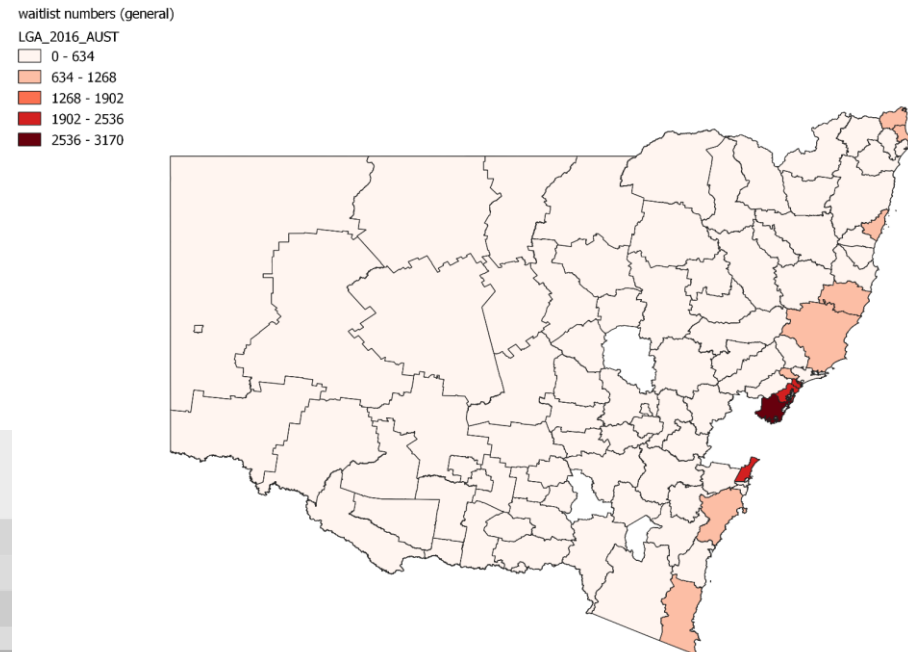 waitlist numbers (general)
LGA_2016_AUST
0 - 634
634 - 1268
1268 - 1902
1902 - 2536
2536 - 3170